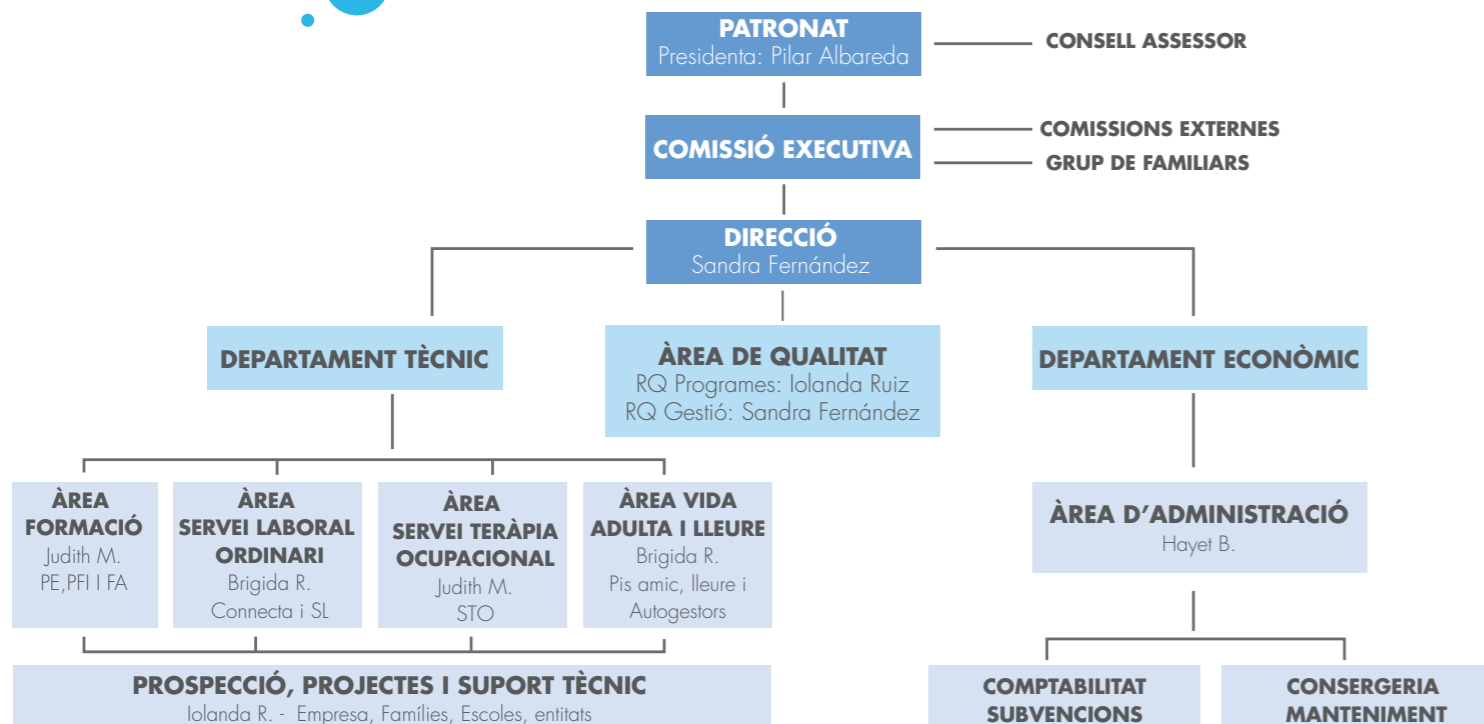 PATRONAT
Presidenta: Pilar Albareda
CONSELL ASSESSOR
COMISSIÓ EXECUTIVA
COMISSIONS EXTERNES
GRUP DE FAMILIARS
DIRECCIÓ
Sandra Fernández
DEPARTAMENT TÈCNIC
ÀREA DE QUALITAT
RQ Programes: Iolanda Ruiz
RQ Gestió: Sandra Fernández
DEPARTAMENT ECONÒMIC
ÀREA
FORMACIÓ
Judith M.
PE,PFI I FA
ÀREA
SERVEI LABORAL
ORDINARI
Brigida R.
Connecta i SL
ÀREA
SERVEI TERÀPIA
OCUPACIONAL
Judith M.
STO
ÀREA VIDA
ADULTA I LLEURE
Brigida R.
Pis amic, lleure i
Autogestors
ÀREA D’ADMINISTRACIÓ
Hayet B.
PROSPECCIÓ, PROJECTES I SUPORT TÈCNIC
Iolanda R. - Empresa, Famílies, Escoles, entitats
COMPTABILITAT
SUBVENCIONS
CONSERGERIA
MANTENIMENT